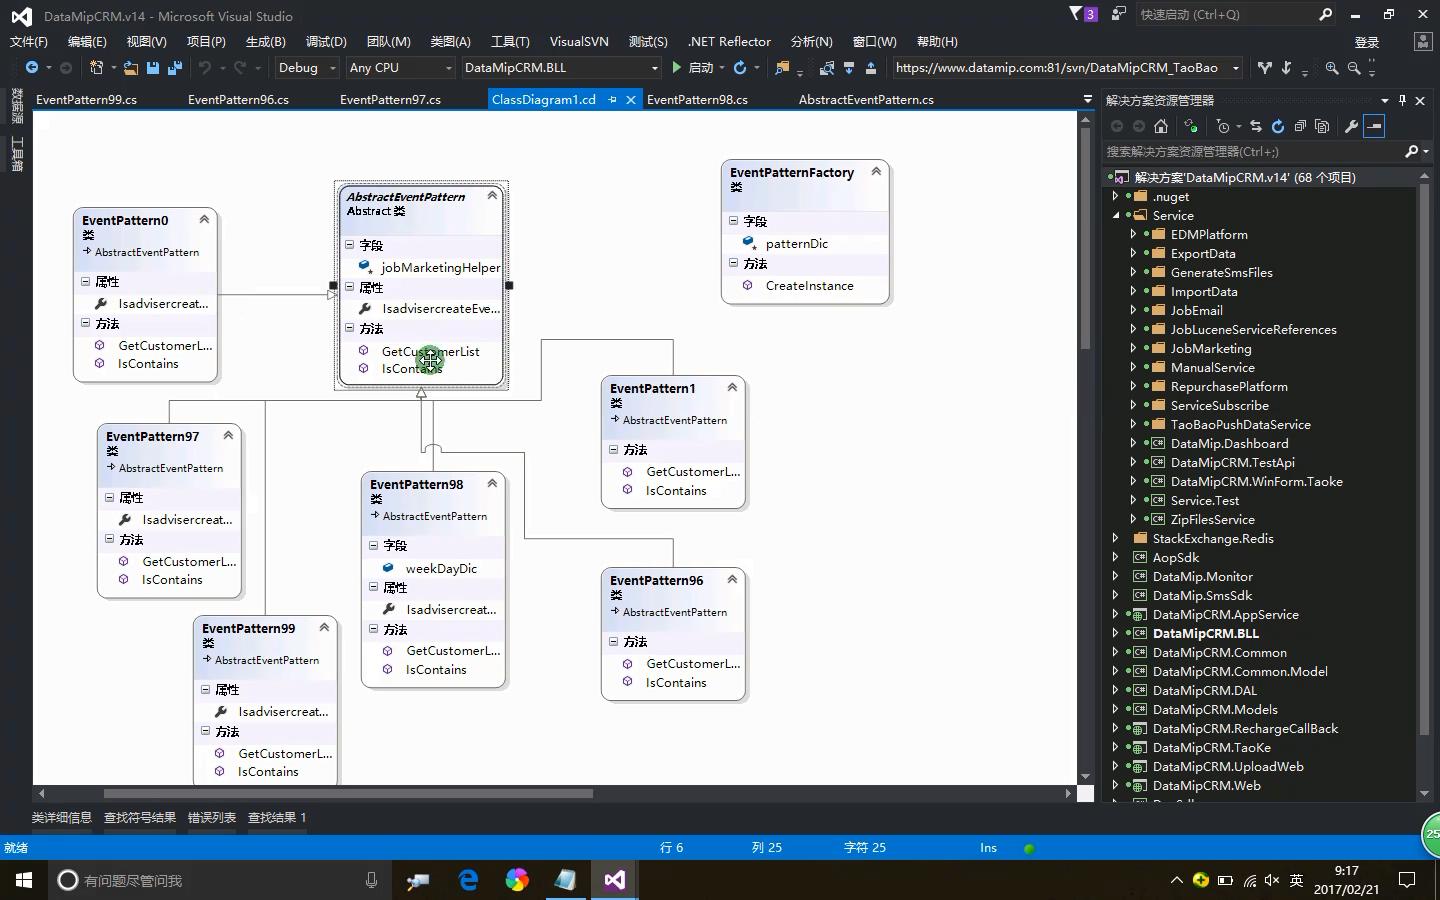 DataMipCRM.v14 - Microsoft Visual Studio
3
快速启动 (Ctrl+Q)
文件(F) 编辑(E) 视图(V) 项目(P) 生成(B) 调试(D) 团队(M) 类图(A) 工具(T) VisualSVN 测试(S) .NET Reflector 分析(N) 窗口(W) 帮助(H) 登录
Debug Any CPU DataMipCRM.BLL 启动 https://www.datamip.com:81/svn/DataMipCRM_TaoBao
数据源
工具箱
EventPattern99.cs EventPattern96.cs EventPattern97.cs ClassDiagram1.cd EventPattern98.cs AbstractEventPattern.cs
EventPattern0
类
AbstractEventPattern
属性
Isadvisercreat...
方法
GetCustomerL...
IsContains
AbstractEventPattern
Abstract 类
字段
jobMarketingHelper
属性
IsadvisercreateEve...
方法
GetCustomerList
IsContains
EventPatternFactory
类
字段
patternDic
方法
CreateInstance
EventPattern97
类
AbstractEventPattern
属性
Isadvisercreat...
方法
GetCustomerL...
IsContains
EventPattern98
类
AbstractEventPattern
字段
weekDayDic
属性
Isadvisercreat...
方法
GetCustomerL...
IsContains
EventPattern1
类
AbstractEventPattern
方法
GetCustomerL...
IsContains
EventPattern96
类
AbstractEventPattern
方法
GetCustomerL...
IsContains
EventPattern99
类
AbstractEventPattern
属性
Isadvisercreat...
方法
GetCustomerL...
IsContains
解决方案资源管理器
搜索解决方案资源管理器(Ctrl+;)
解决方案'DataMipCRM.v14' (68 个项目)
.nuget
Service
EDMPlatform
ExportData
GenerateSmsFiles
ImportData
JobEmail
JobLuceneServiceReferences
JobMarketing
ManualService
RepurchasePlatform
ServiceSubscribe
TaoBaoPushDataService
DataMip.Dashboard
DataMipCRM.TestApi
DataMipCRM.WinForm.Taoke
Service.Test
ZipFilesService
StackExchange.Redis
AopSdk
DataMip.Monitor
DataMip.SmsSdk
DataMipCRM.AppService
DataMipCRM.BLL
DataMipCRM.Common
DataMipCRM.Common.Model
DataMipCRM.DAL
DataMipCRM.Models
DataMipCRM.RechargeCallBack
DataMipCRM.TaoKe
DataMipCRM.UploadWeb
DataMipCRM.Web
类详细信息 查找符号结果 错误列表 查找结果 1
25
就绪 行 6 列 25 字符 25 Ins
有问题尽管问我
英
9:17
2017/02/21